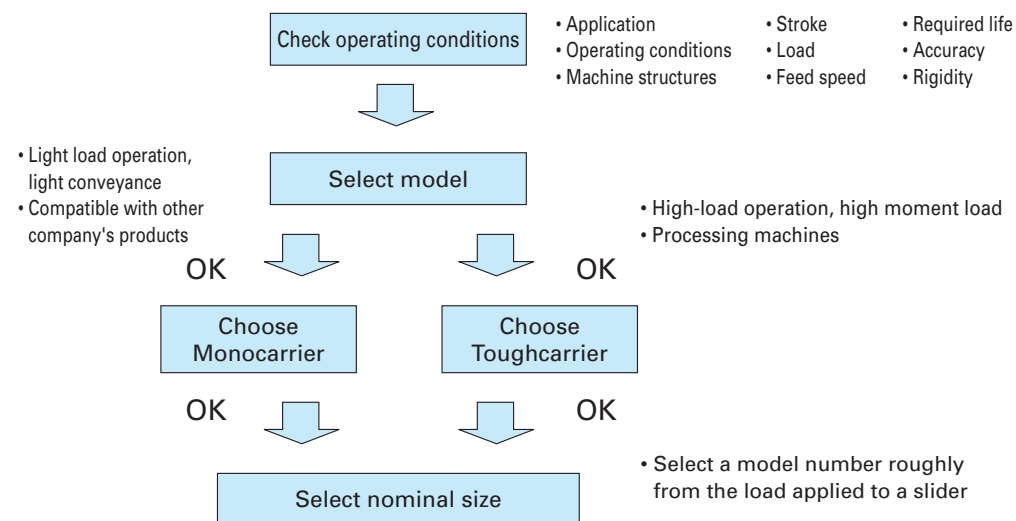 Check operating conditions
• Application
• Operating conditions
• Machine structures
• Stroke
• Load
• Feed speed
• Required life
• Accuracy
• Rigidity
• Light load operation,
light conveyance
• Compatible with other
company's products
Select model
• High-load operation, high moment load
• Processing machines
OK
OK
Choose
Monocarrier
Choose
Toughcarrier
OK
OK
Select nominal size
• Select a model number roughly
from the load applied to a slider